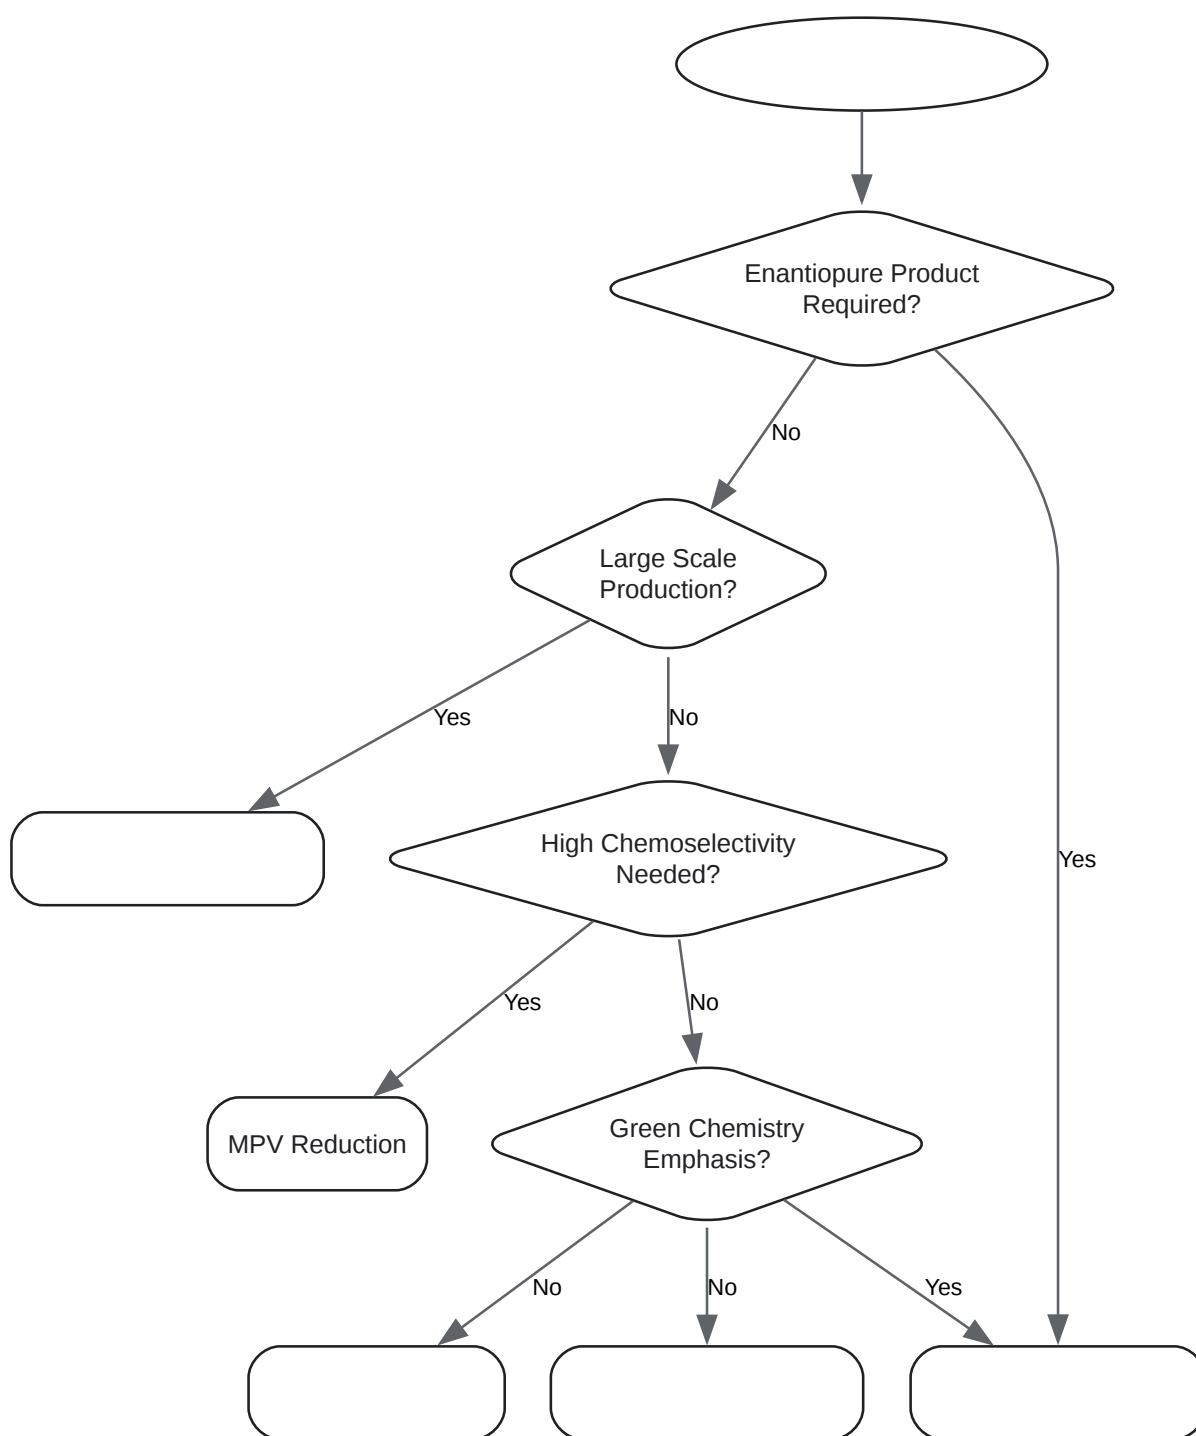 Enantiopure Product
Required?
No
Large Scale
Production?
Yes
No
High Chemoselectivity
Needed?
Yes
Yes
No
MPV Reduction
Green Chemistry
Emphasis?
No
No
Yes